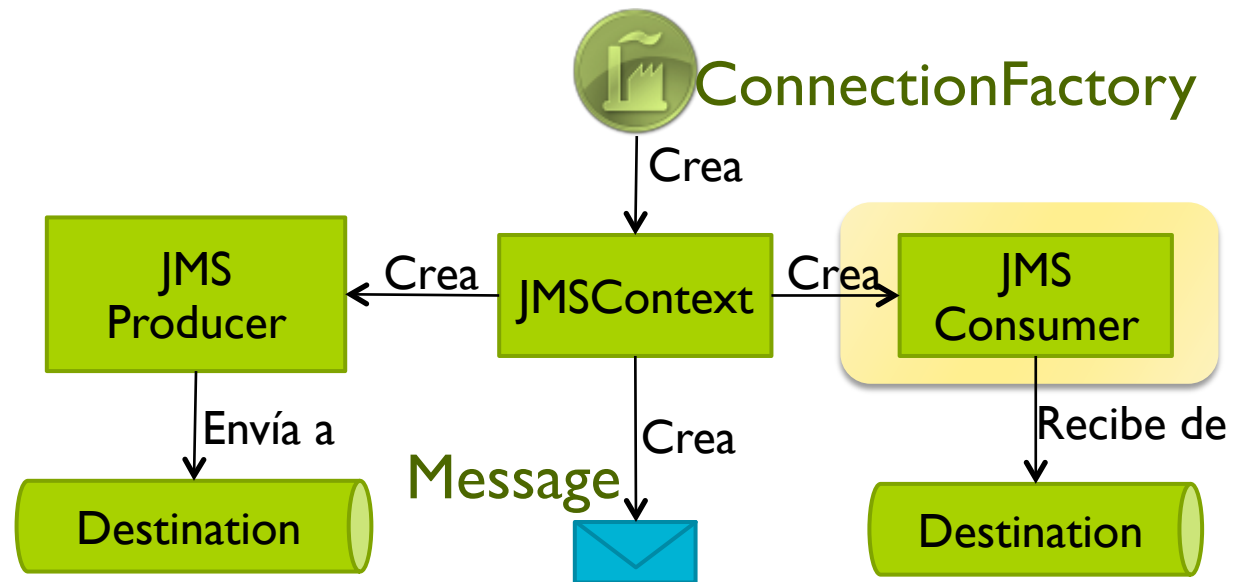 ConnectionFactory
Crea
JMS
Producer
Crea
JMSContext
Crea
JMS
Consumer
Envía a
Crea
Recibe de
Message
Destination
Destination